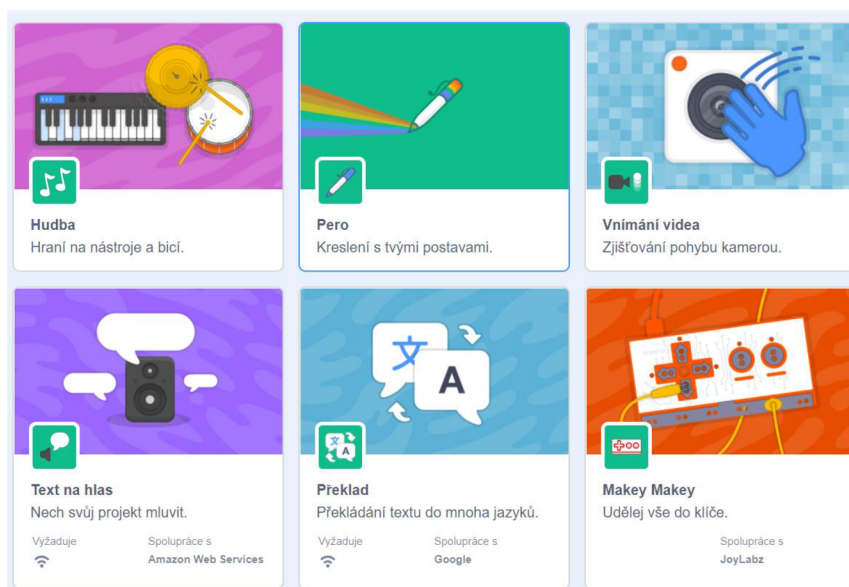 Hudba
Hraní na nástroje a bicí.
Pero
Kreslení s tvými postavami.
Vnímání videa
Zjišťování pohybu kamerou.
文
A
文
A
Text na hlas
Nech svůj projekt mluvit.
Vyžaduje
Spolupráce s
Amazon Web Services
Překlad
Překládání textu do mnoha jazyků.
Vyžaduje
Spolupráce s
Google
Makey Makey
Udělej vše do klíče.
Spolupráce s
JoyLabz